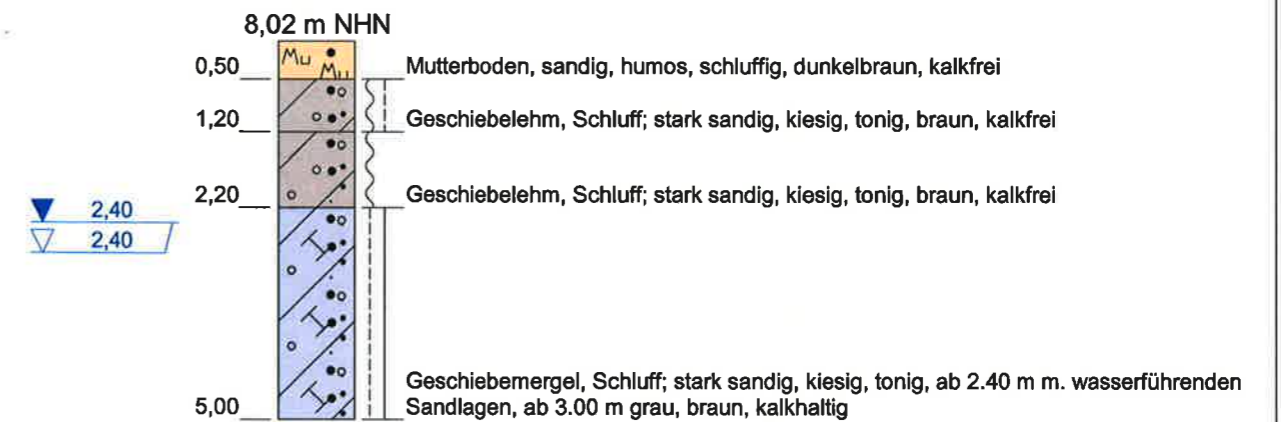 8,02 m NHN
Mu
Mu
0,50 Mutterboden, sandig, humos, schluffig, dunkelbraun, kalkfrei
1,20 Geschiebelehm, Schluff; stark sandig, kiesig, tonig, braun, kalkfrei
2,20 Geschiebelehm, Schluff; stark sandig, kiesig, tonig, braun, kalkfrei
2,40
2,40
Geschiebemergel, Schluff; stark sandig, kiesig, tonig, ab 2.40 m m. wasserführenden
5,00 Sandlagen, ab 3.00 m grau, braun, kalkhaltig